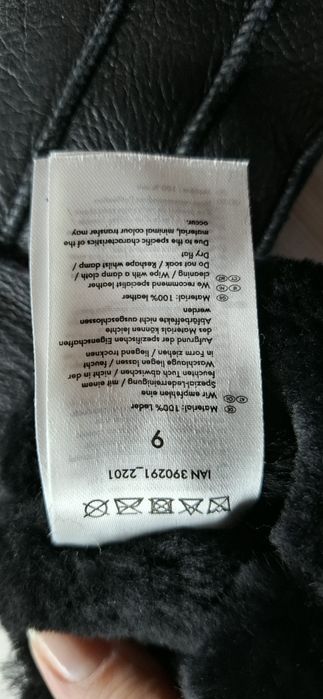 IAN 390291_2201
9
Material: 100% Leder
Wir empfehlen eine
Spezial-Lederreinigung / mit einem
feuchten Tuch abwischen / nicht in der
Waschlauge liegen lassen / feucht
in Form ziehen / liegend trocknen
Aufgrund der spezifischen Eigenschaften
des Materials können leichte
Abfärbeffekte nicht ausgeschlossen
werden
Material: 100% leather
We recommend specialist leather
cleaning / Wipe with a damp cloth /
Do not soak / Reshape whilst damp /
Dry flat
Due to the specific characteristics of the
material, minimal colour transfer may
occur.